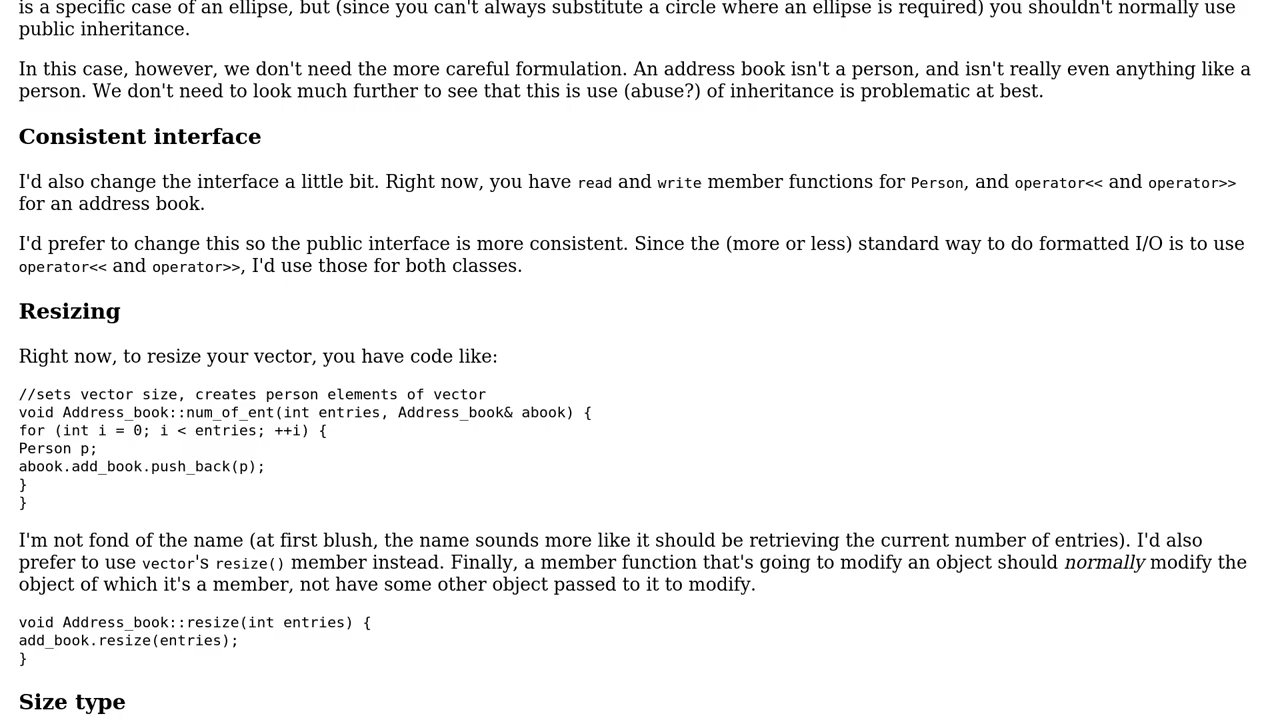 is a specific case of an ellipse, but (since you can't always substitute a circle where an ellipse is required) you shouldn't normally use
public inheritance.
In this case, however, we don't need the more careful formulation. An address book isn't a person, and isn't really even anything like a
person. We don't need to look much further to see that this is use (abuse?) of inheritance is problematic at best.
Consistent interface
I'd also change the interface a little bit. Right now, you have read and write member functions for Person, and operator<< and operator>>
for an address book.
I'd prefer to change this so the public interface is more consistent. Since the (more or less) standard way to do formatted I/O is to use
operator<< and operator>>, I'd use those for both classes.
Resizing
Right now, to resize your vector, you have code like:
//sets vector size, creates person elements of vector
void Address_book::num_of_ent(int entries, Address_book& abook) {
for (int i = 0; i < entries; ++i) {
Person p;
abook.add_book.push_back(p);
}
}
I'm not fond of the name (at first blush, the name sounds more like it should be retrieving the current number of entries). I'd also
prefer to use vector's resize() member instead. Finally, a member function that's going to modify an object should normally modify the
object of which it's a member, not have some other object passed to it to modify.
void Address_book::resize(int entries) {
add_book.resize(entries);
}
Size type